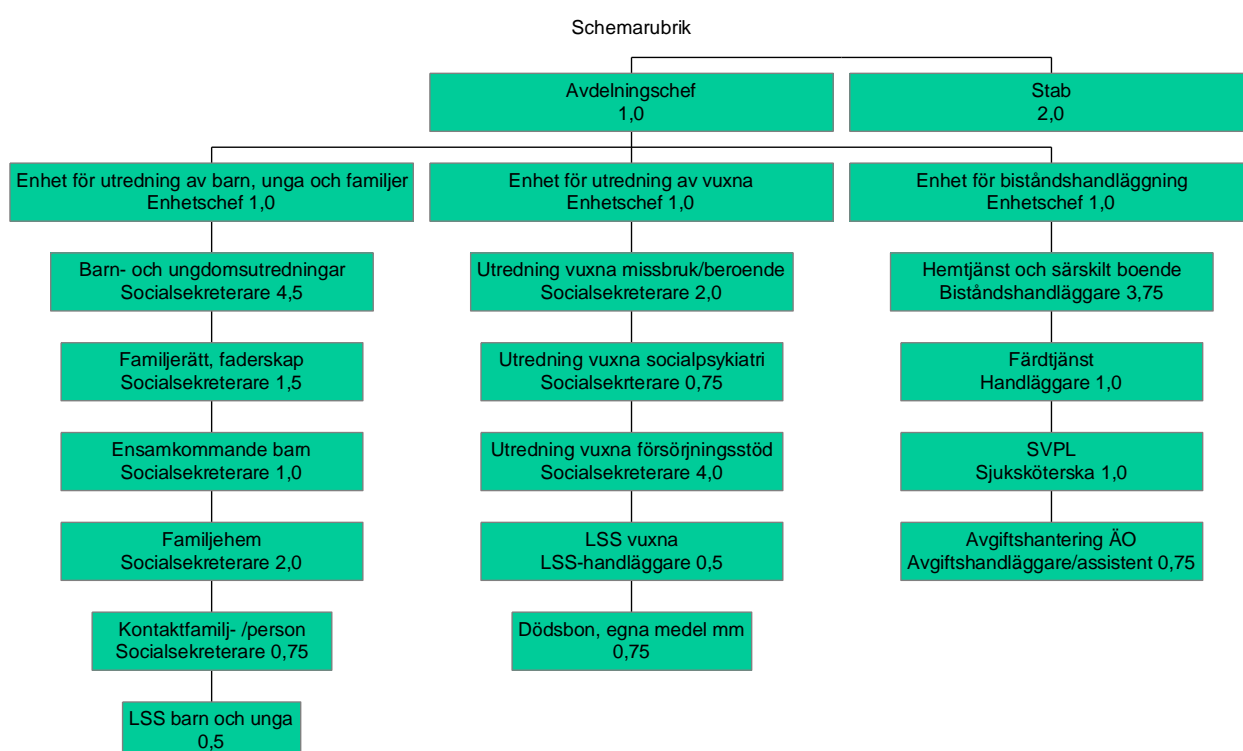 Schemarubrik
Avdelningschef
1,0
Stab
2,0
Enhet för utredning av barn, unga och familjer
Enhetschef 1,0
Barn- och ungdomsutredningar
Socialsekreterare 4,5
Familjerätt, faderskap
Socialsekreterare 1,5
Ensamkommande barn
Socialsekreterare 1,0
Familjehem
Socialsekreterare 2,0
Kontaktfamilj- /person
Socialsekreterare 0,75
LSS barn och unga
0,5
Enhet för utredning av vuxna
Enhetschef 1,0
Utredning vuxna missbruk/beroende
Socialsekreterare 2,0
Utredning vuxna socialpsykiatri
Socialsekrterare 0,75
Utredning vuxna försörjningsstöd
Socialsekreterare 4,0
LSS vuxna
LSS-handläggare 0,5
Dödsbon, egna medel mm
0,75
Enhet för biståndshandläggning
Enhetschef 1,0
Hemtjänst och särskilt boende
Biståndshandläggare 3,75
Färdtjänst
Handläggare 1,0
SVPL
Sjuksköterska 1,0
Avgiftshantering ÄO
Avgiftshandläggare/assistent 0,75